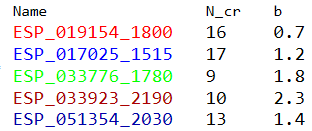 Name N_cr b
ESP_019154_1800 16 0.7
ESP_017025_1515 17 1.2
ESP_033776_1780 9 1.8
ESP_033923_2190 10 2.3
ESP_051354_2030 13 1.4